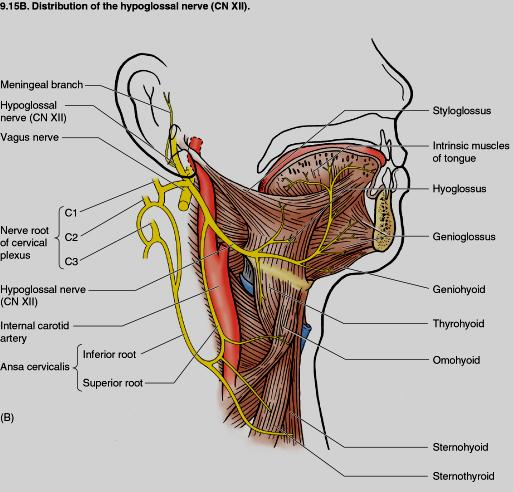 9.15B. Distribution of the hypoglossal nerve (CN XII).
Meningeal branch
Hypoglossal
nerve (CN XII)
Vagus nerve
C1
Nerve root
of cervical
plexus
C2
C3
Hypoglossal nerve
(CN XII)
Internal carotid
artery
Ansa cervicalis
Inferior root
Superior root
(B)
Styloglossus
Intrinsic muscles
of tongue
Hyoglossus
Genioglossus
Geniohyoid
Thyrohyoid
Omohyoid
Sternohyoid
Sternothyroid